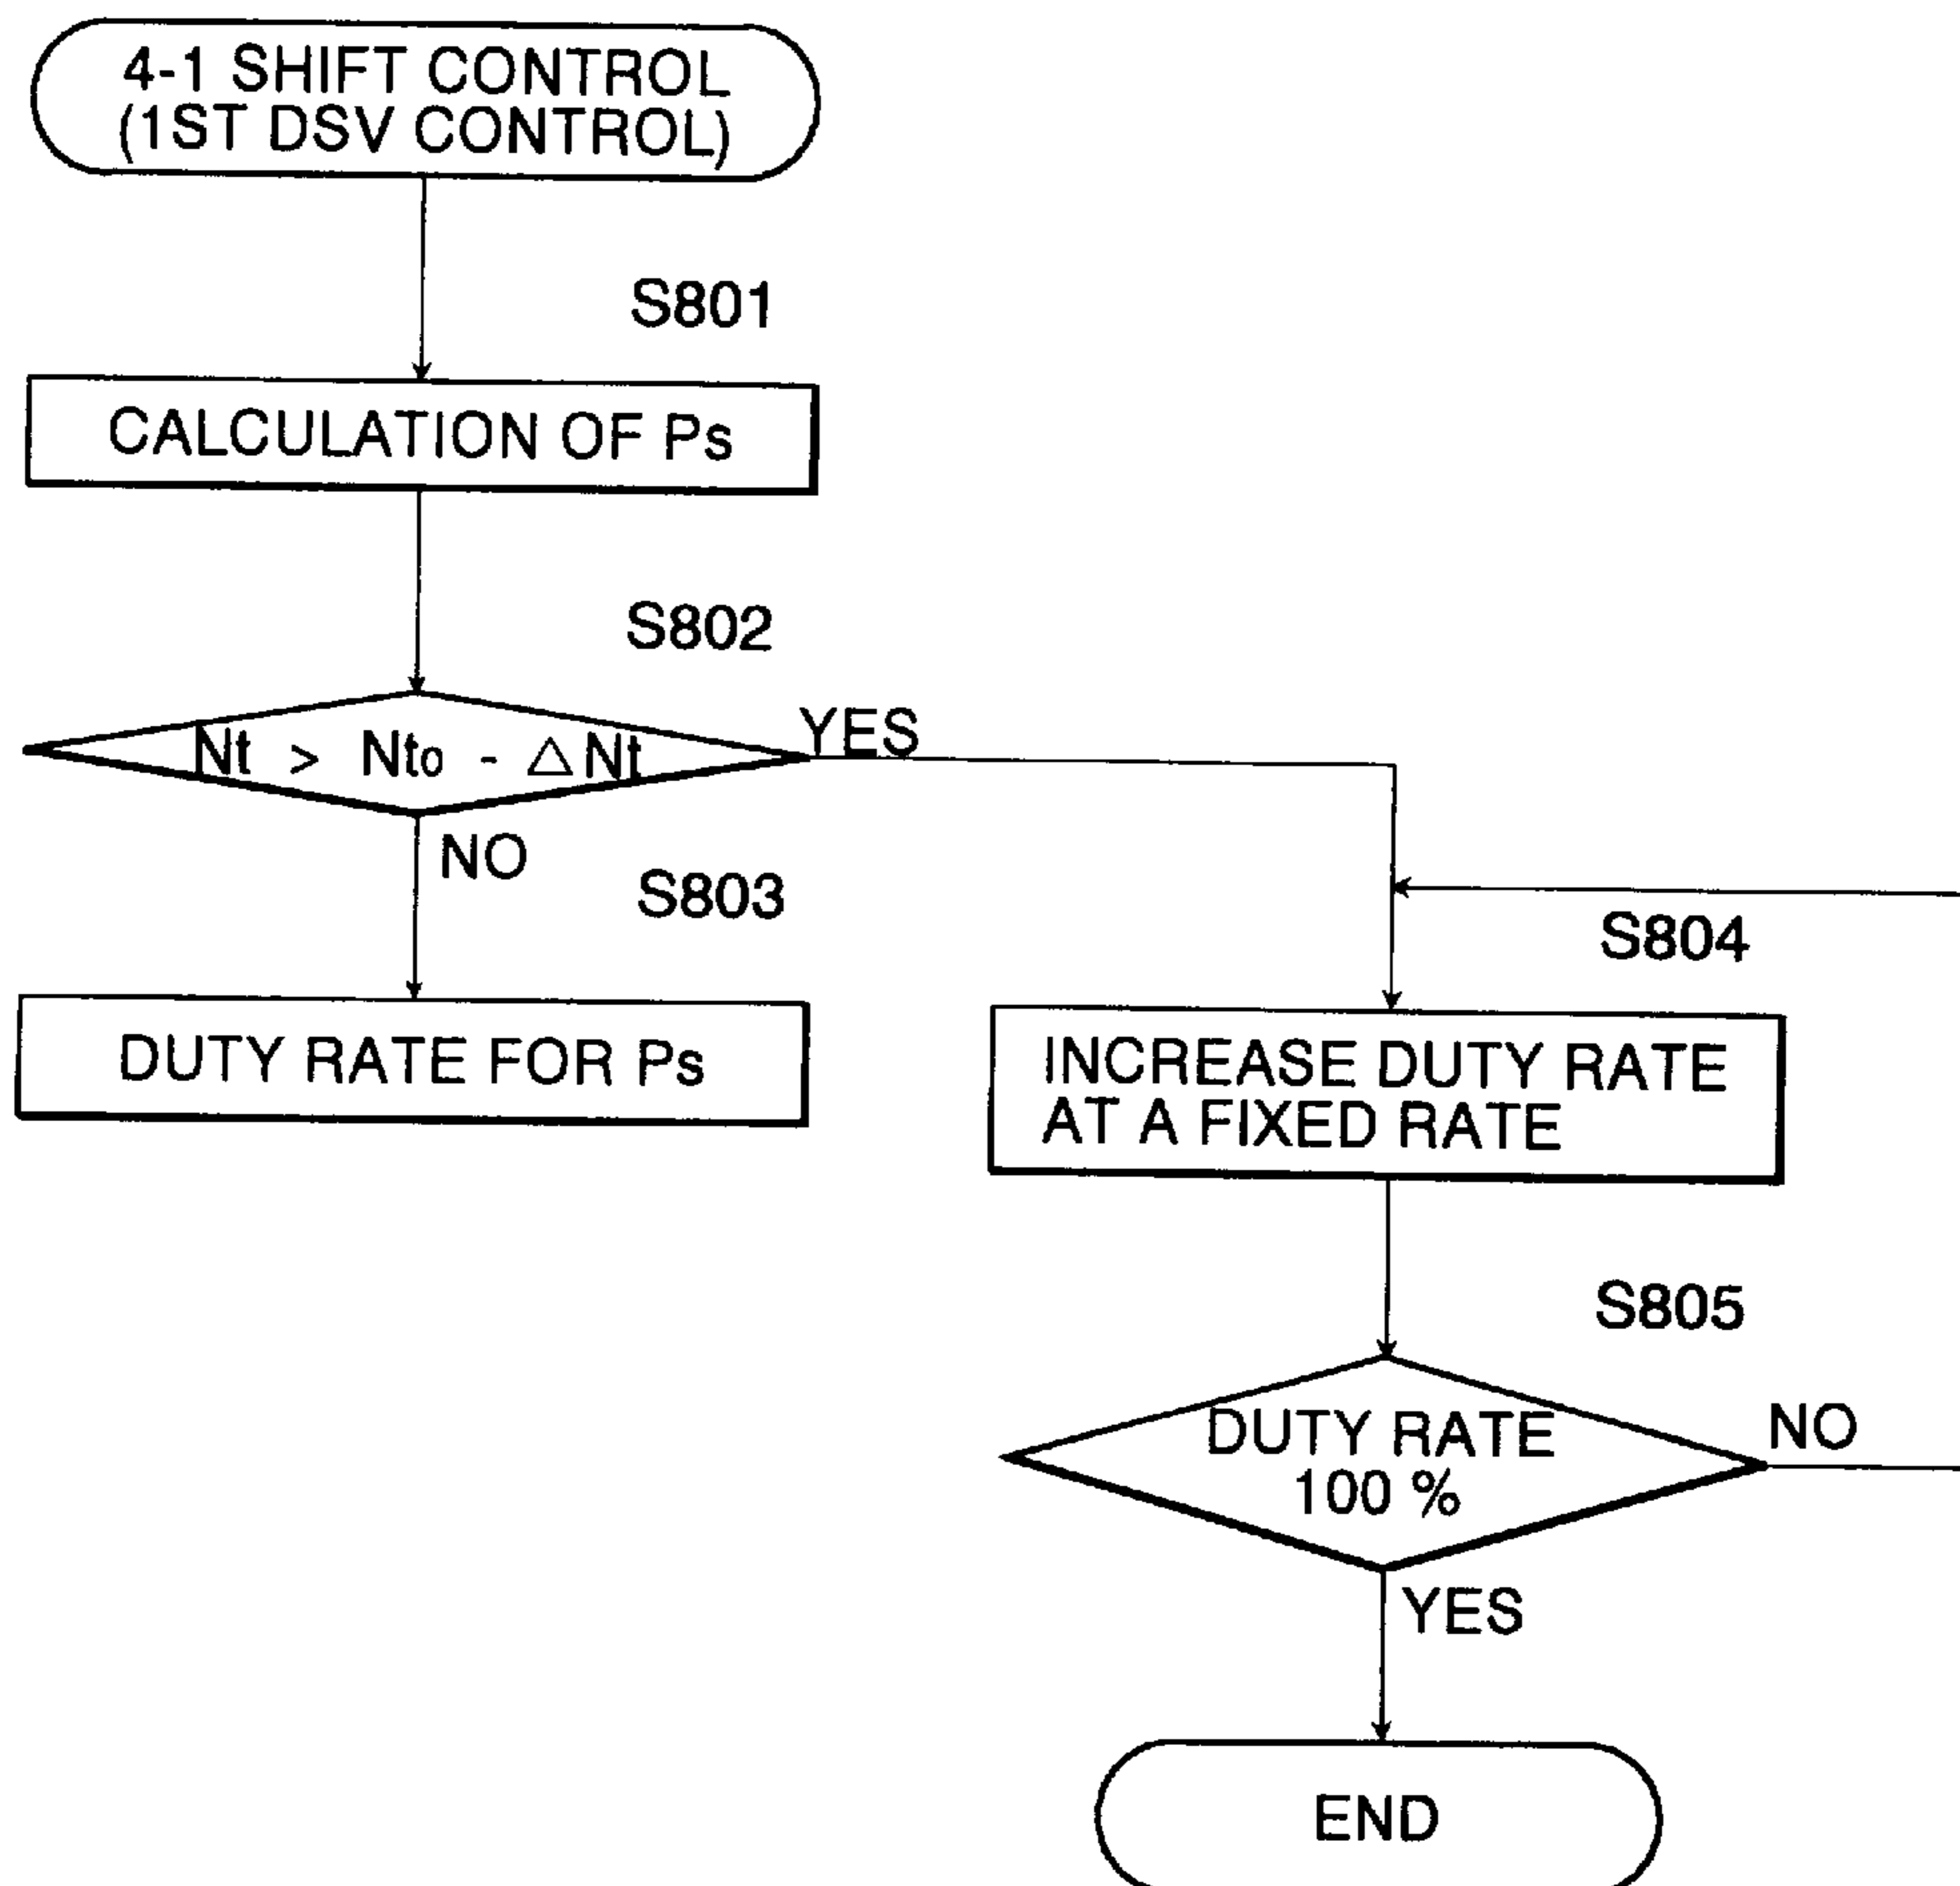 4-1 SHIFT CONTROL
(1ST DSV CONTROL)
S801
CALCULATION OF Ps
S802
Nt > Nto - △Nt
YES
NO
S803
DUTY RATE FOR Ps
S804
INCREASE DUTY RATE
AT A FIXED RATE
S805
DUTY RATE
100 %
NO
YES
END